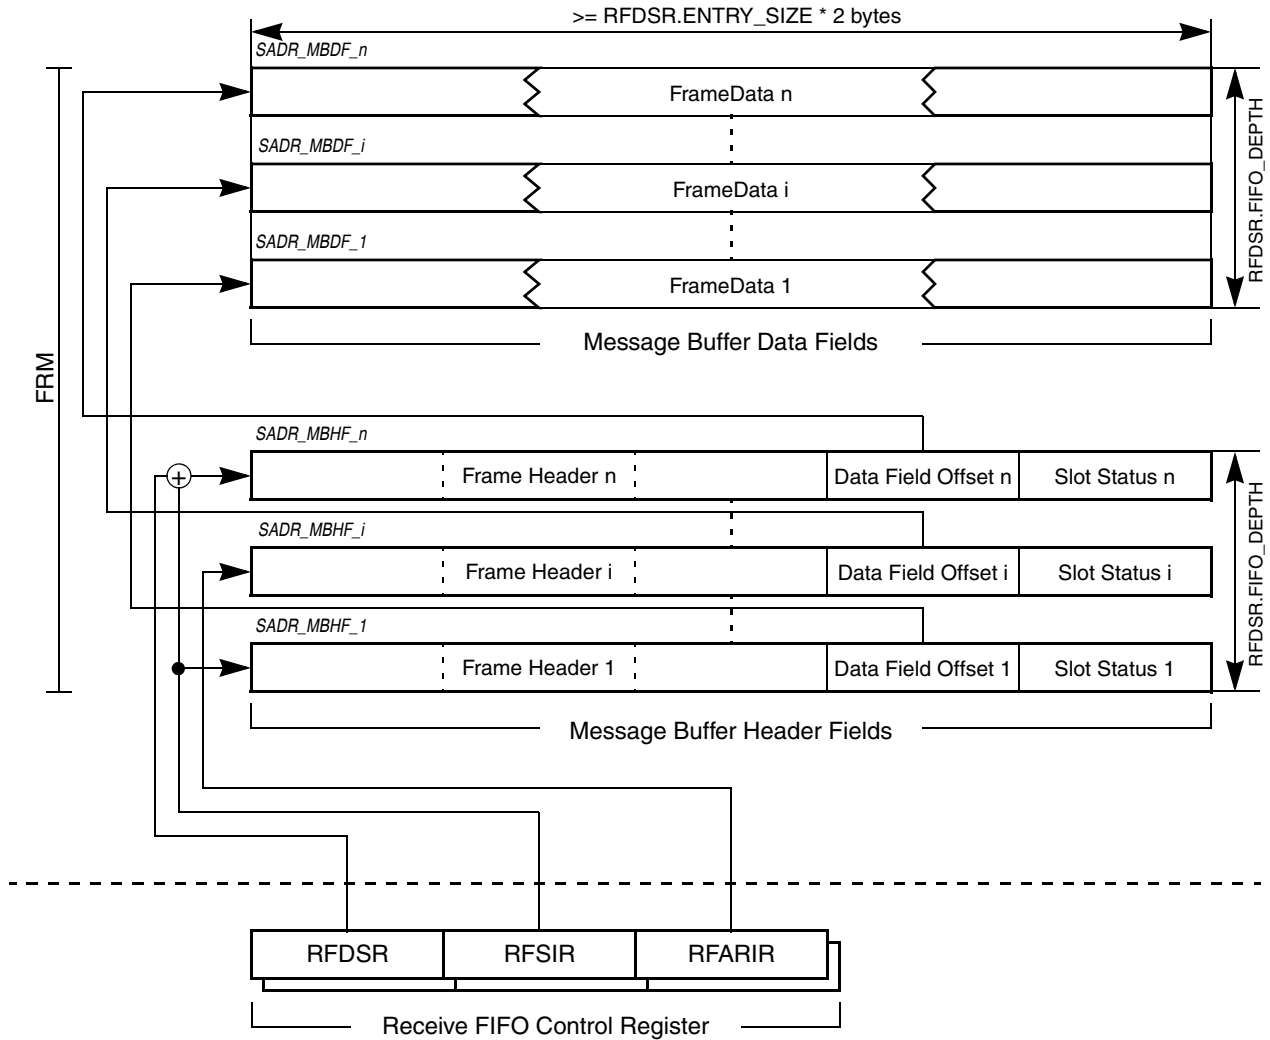 >= RFDSR.ENTRY_SIZE * 2 bytes
SADR_MBDF_n
FrameData n
SADR_MBDF_i
FrameData i
SADR_MBDF_1
FrameData 1
RFDSR.FIFO_DEPTH
Message Buffer Data Fields
FRM
SADR_MBHF_n
+
Frame Header n
Data Field Offset n
Slot Status n
SADR_MBHF_i
Frame Header i
Data Field Offset i
Slot Status i
SADR_MBHF_1
Frame Header 1
Data Field Offset 1
Slot Status 1
RFDSR.FIFO_DEPTH
Message Buffer Header Fields
RFDSR
RFSIR
RFARIR
Receive FIFO Control Register